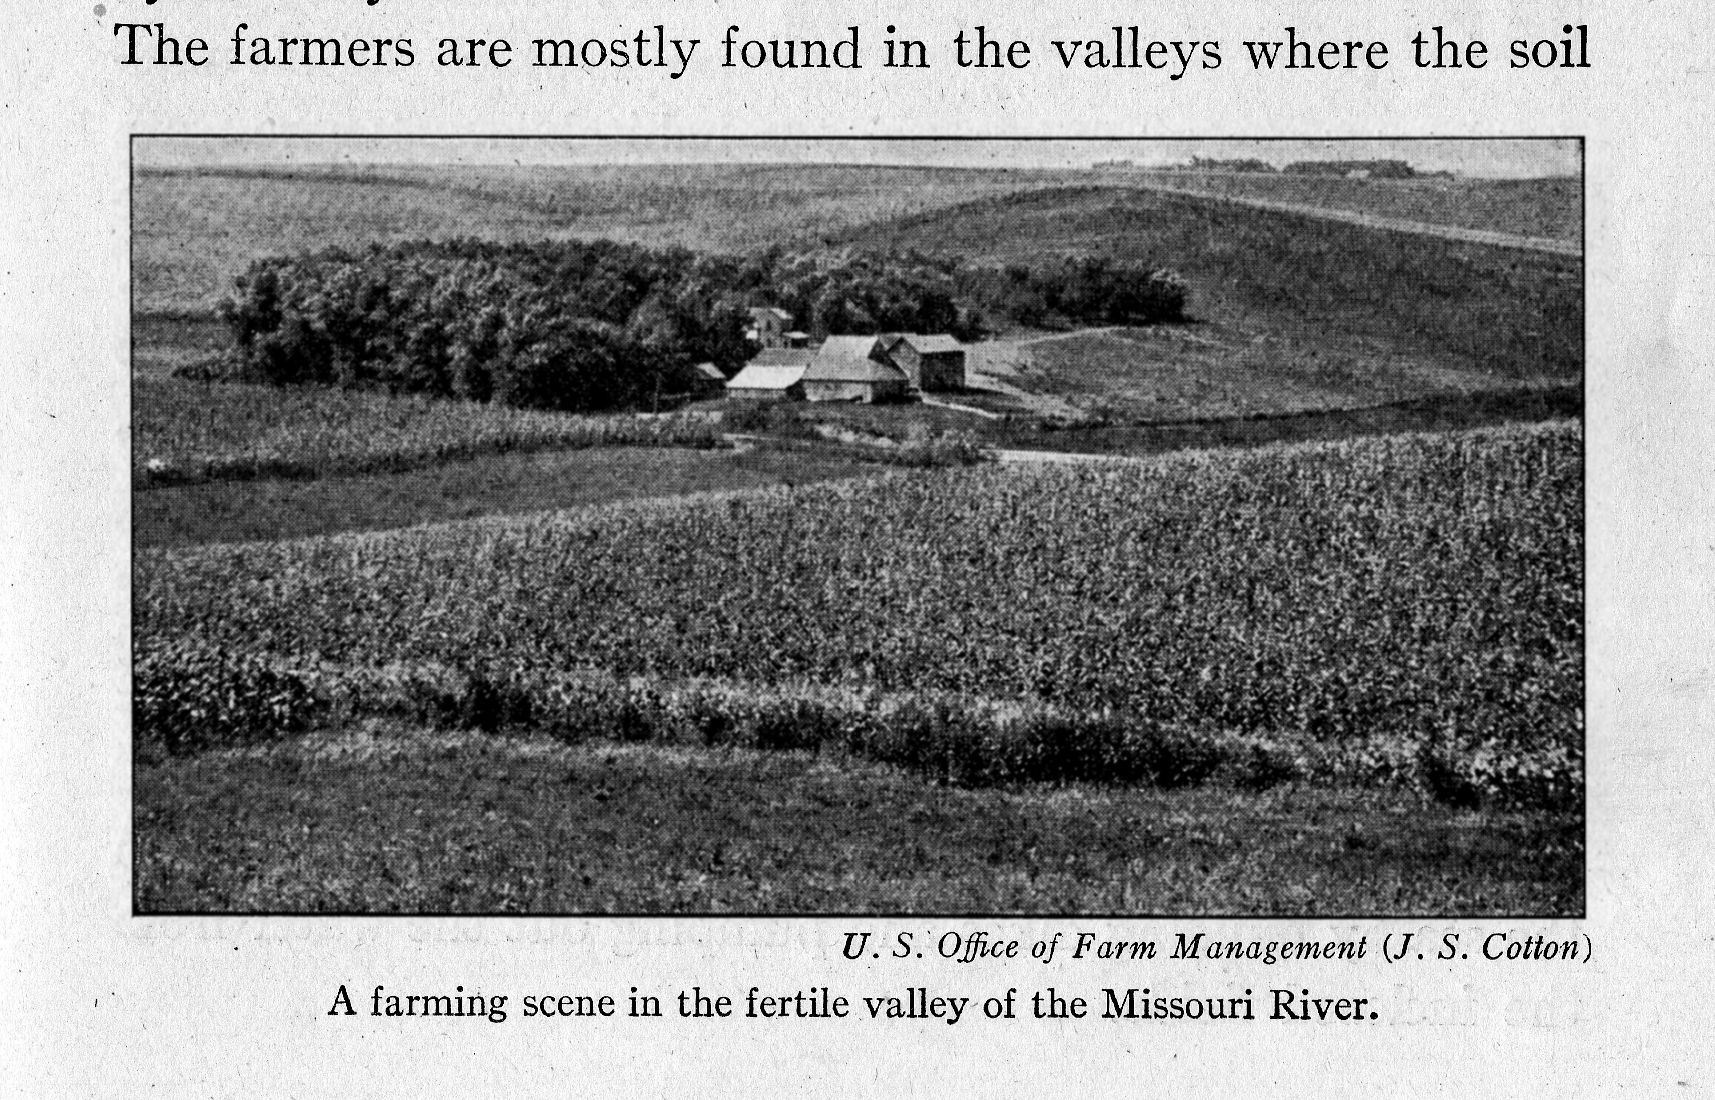 The farmers are mostly found in the valleys where the soil
U. S. Office of Farm Management (J. S. Cotton)
A farming scene in the fertile valley of the Missouri River.